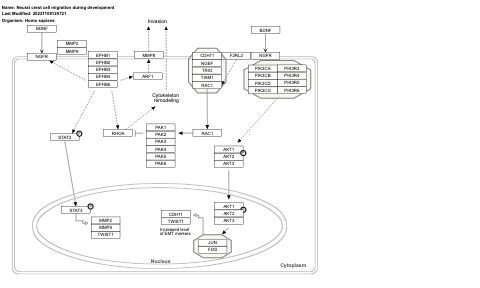 Name: Neural crest cell migration during development
Last Modified: 20231106120721
Organism: Homo sapiens
BDNF
NGFR
MMP2
MMP9
EPHB1
EPHB2
EPHB3
EPHB4
EPHB6
Invasion
MMP8
ARF1
Cytoskeleton
remodeling
CDH11
NGEF
TRIO
TIAM1
RAC1
F2RL2
BDNF
NGFR
PIK3CA
PIK3R3
PIK3CB
PIK3R4
PIK3CD
PIK3R5
PIK3CG
PIK3R6
STAT3
RHOA
PAK1
PAK2
PAK3
PAK4
PAK5
PAK6
RAC1
AKT1
AKT2
AKT3
STAT3
MMP2
MMP9
TWIST1
CDH11
TWIST1
Increased level
of EMT markers
AKT1
AKT2
AKT3
JUN
FOS
Nucleus
Cytoplasm